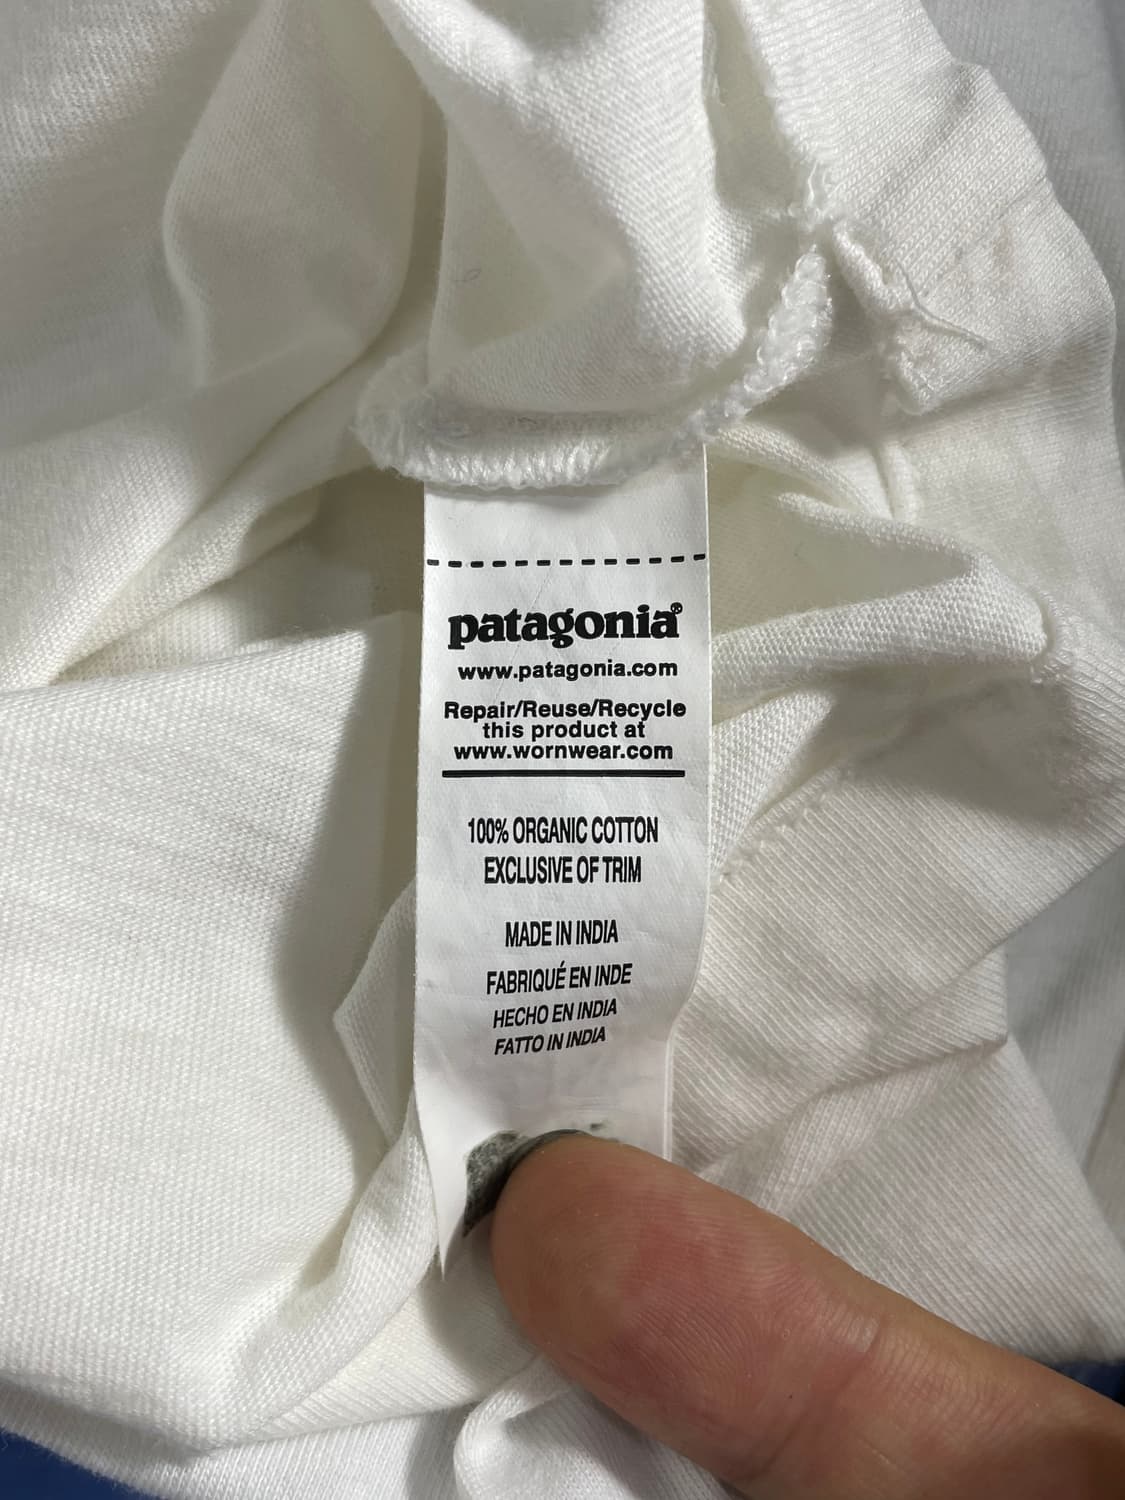 patagonia®
www.patagonia.com
Repair/Reuse/Recycle
this product at
www.wornwear.com
100% ORGANIC COTTON
EXCLUSIVE OF TRIM
MADE IN INDIA
FABRIQUÉ EN INDE
HECHO EN INDIA
FATTO IN INDIA